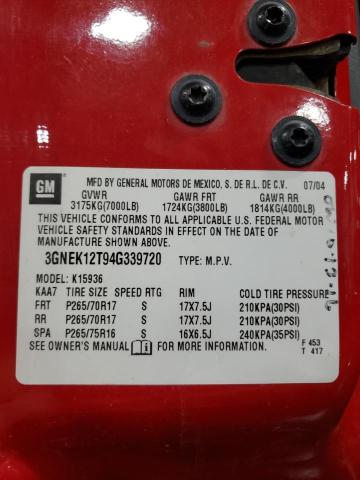 GM
MFD BY GENERAL MOTORS DE MEXICO, S. DE R.L. DE C.V. 07/04
GVWR GAWR FRT GAWR RR
3175KG(7000LB) 1724KG(3800LB) 1814KG(4000LB)
THIS VEHICLE CONFORMS TO ALL APPLICABLE U.S. FEDERAL MOTOR
VEHICLE SAFETY STANDARDS IN EFFECT ON THE DATE OF
MANUFACTURE SHOWN ABOVE.
3GNEK12T94G339720 TYPE: M.P.V.
MODEL: K15936
KAA7 TIRE SIZE SPEED RTG RIM COLD TIRE PRESSURE
FRT P265/70R17 S 17X7.5J 210KPA(30PSI)
RR P265/70R17 S 17X7.5J 210KPA(30PSI)
SPA P265/75R16 S 16X6.5J 240KPA(35PSI)
SEE OWNER'S MANUAL FOR MORE INFORMATION.
F 453
T 417